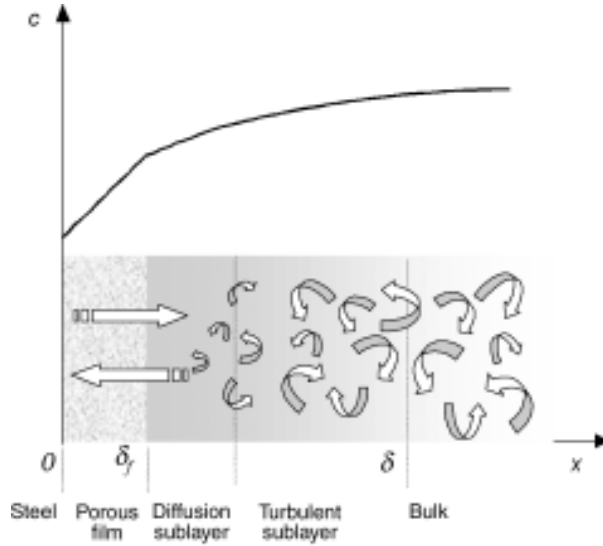 c
0
δf
δ
x
Steel
Porous film
Diffusion sublayer
Turbulent sublayer
Bulk